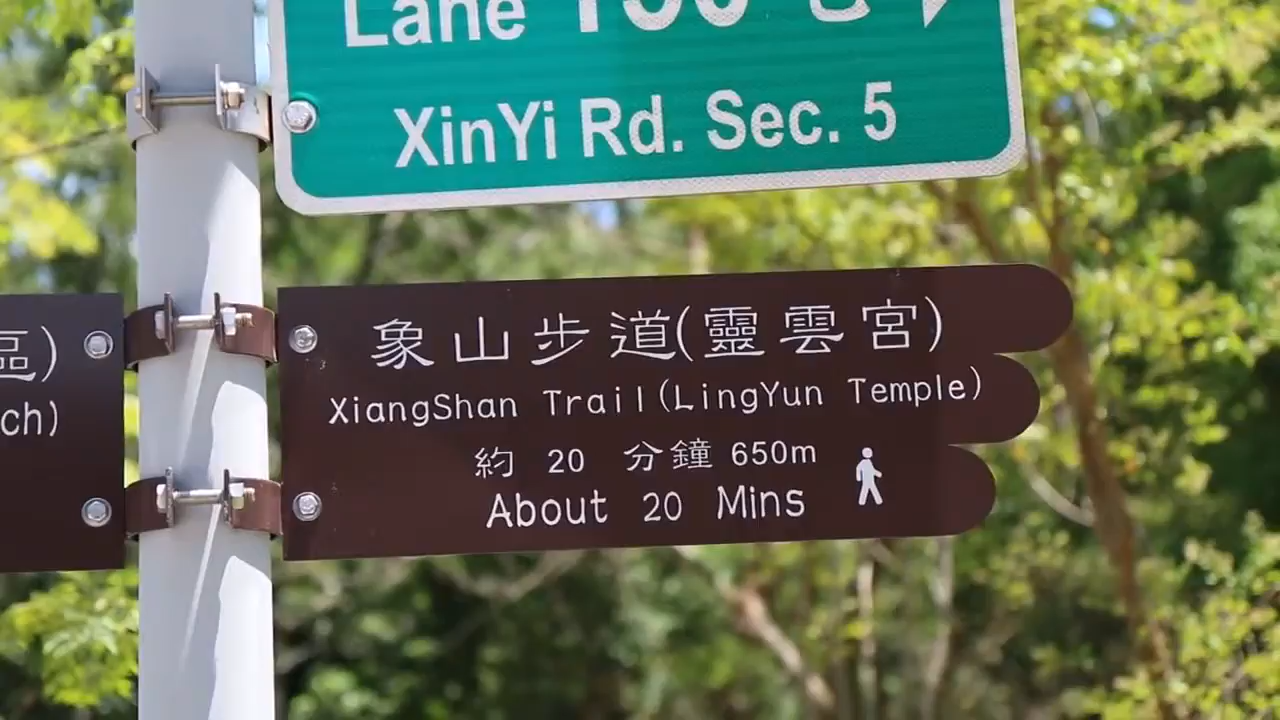 Lane 150
XinYi Rd. Sec. 5
象山步道(靈雲宮)
XiangShan Trail(LingYun Temple)
約 20 分鐘 650m
About 20 Mins
區)
ch)